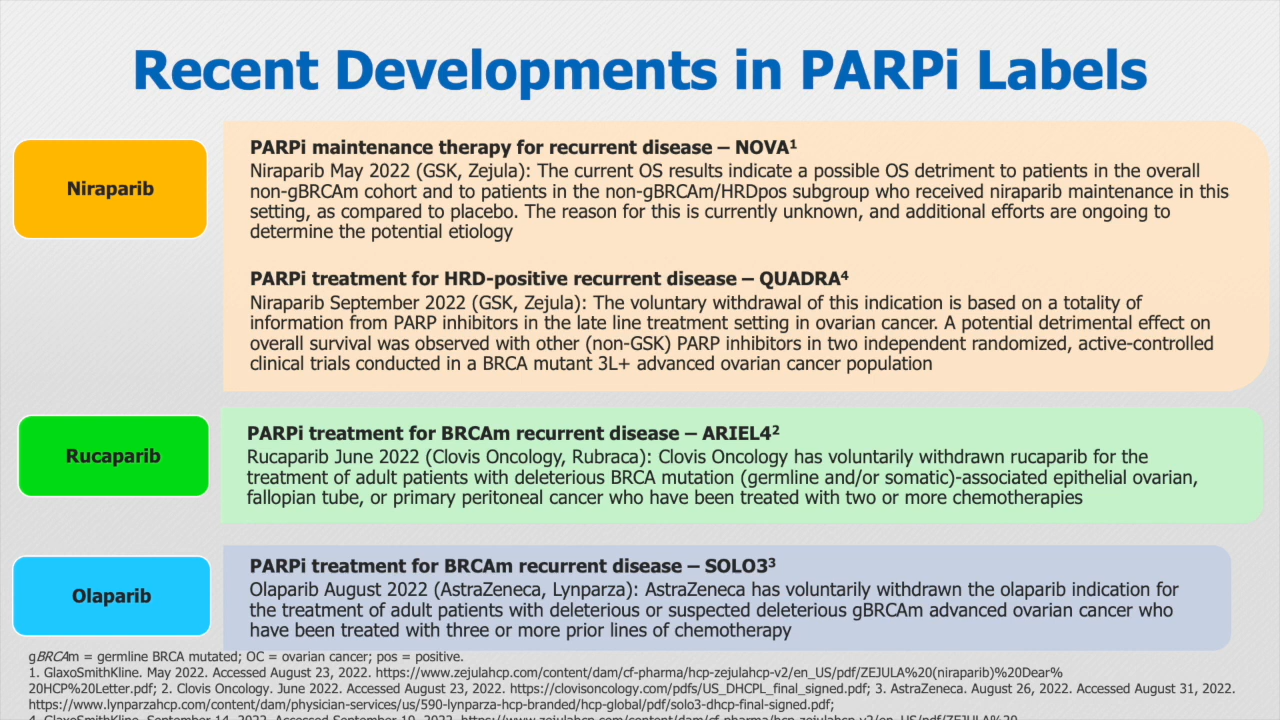 Recent Developments in PARPi Labels
Niraparib
PARPi maintenance therapy for recurrent disease – NOVA¹
Niraparib May 2022 (GSK, Zejula): The current OS results indicate a possible OS detriment to patients in the overall
non-gBRCAm cohort and to patients in the non-gBRCAm/HRDpos subgroup who received niraparib maintenance in this
setting, as compared to placebo. The reason for this is currently unknown, and additional efforts are ongoing to
determine the potential etiology
PARPi treatment for HRD-positive recurrent disease – QUADRA⁴
Niraparib September 2022 (GSK, Zejula): The voluntary withdrawal of this indication is based on a totality of
information from PARP inhibitors in the late line treatment setting in ovarian cancer. A potential detrimental effect on
overall survival was observed with other (non-GSK) PARP inhibitors in two independent randomized, active-controlled
clinical trials conducted in a BRCA mutant 3L+ advanced ovarian cancer population
Rucaparib
PARPi treatment for BRCAm recurrent disease – ARIEL4²
Rucaparib June 2022 (Clovis Oncology, Rubraca): Clovis Oncology has voluntarily withdrawn rucaparib for the
treatment of adult patients with deleterious BRCA mutation (germline and/or somatic)-associated epithelial ovarian,
fallopian tube, or primary peritoneal cancer who have been treated with two or more chemotherapies
Olaparib
PARPi treatment for BRCAm recurrent disease – SOLO3³
Olaparib August 2022 (AstraZeneca, Lynparza): AstraZeneca has voluntarily withdrawn the olaparib indication for
the treatment of adult patients with deleterious or suspected deleterious gBRCAm advanced ovarian cancer who
have been treated with three or more prior lines of chemotherapy
gBRCAm = germline BRCA mutated; OC = ovarian cancer; pos = positive.
1. GlaxoSmithKline. May 2022. Accessed August 23, 2022. https://www.zejulahcp.com/content/dam/cf-pharma/hcp-zejulahcp-v2/en_US/pdf/ZEJULA%20(niraparib)%20Dear%
20HCP%20Letter.pdf; 2. Clovis Oncology. June 2022. Accessed August 23, 2022. https://clovisoncology.com/pdfs/US_DHCPL_final_signed.pdf; 3. AstraZeneca. August 26, 2022. Accessed August 31, 2022.
https://www.lynparzahcp.com/content/dam/physician-services/us/590-lynparza-hcp-branded/hcp-global/pdf/solo3-dhcp-final-signed.pdf;
4. GlaxoSmithKline. September 14, 2022. Accessed September 19, 2022. https://www.zejulahcp.com/content/dam/cf-pharma/hcp-zejulahcp-v2/en_US/pdf/ZEJULA%20